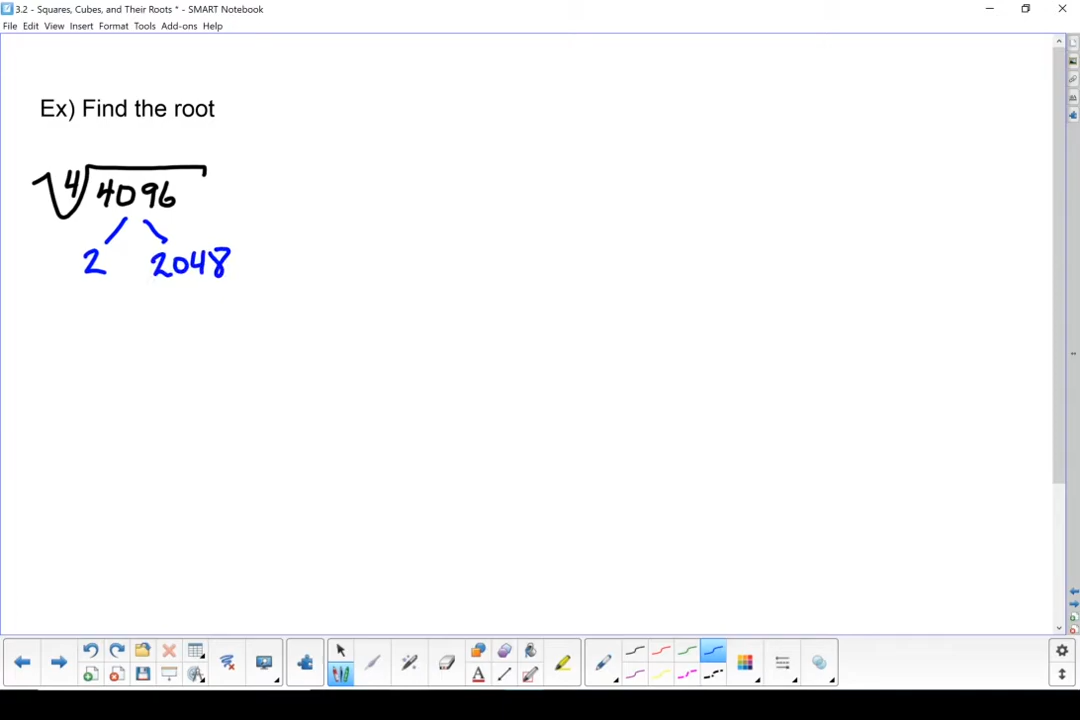 3.2 - Squares, Cubes, and Their Roots * - SMART Notebook
File Edit View Insert Format Tools Add-ons Help
Ex) Find the root
4 4096
2 2048